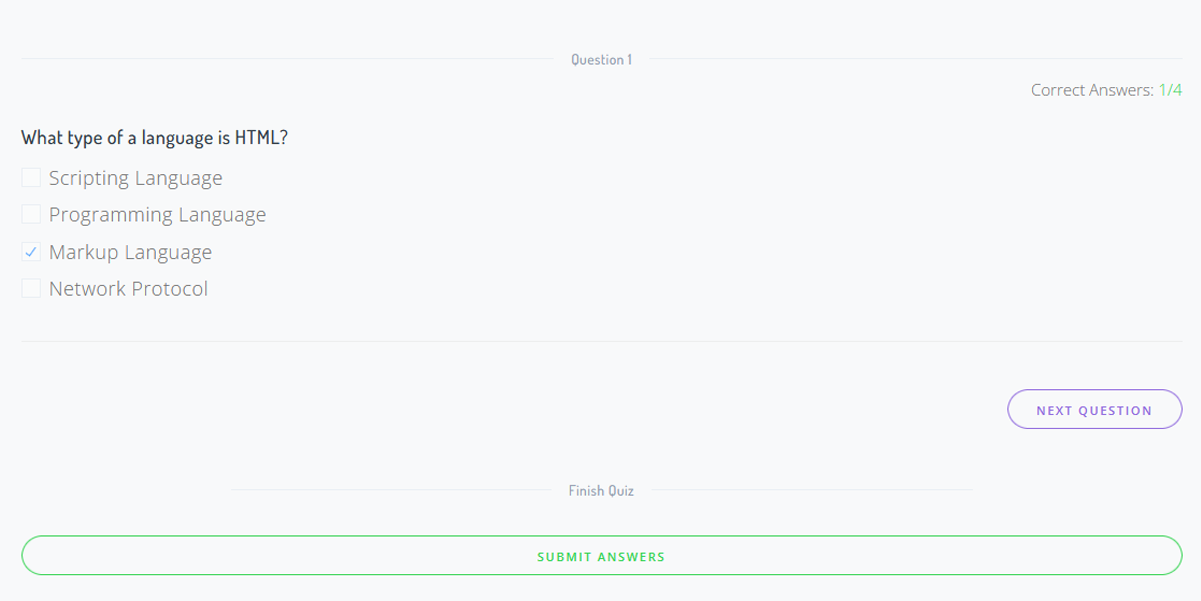 Question 1
Correct Answers: 1/4
What type of a language is HTML?
Scripting Language
Programming Language
Markup Language
Network Protocol
NEXT QUESTION
Finish Quiz
SUBMIT ANSWERS